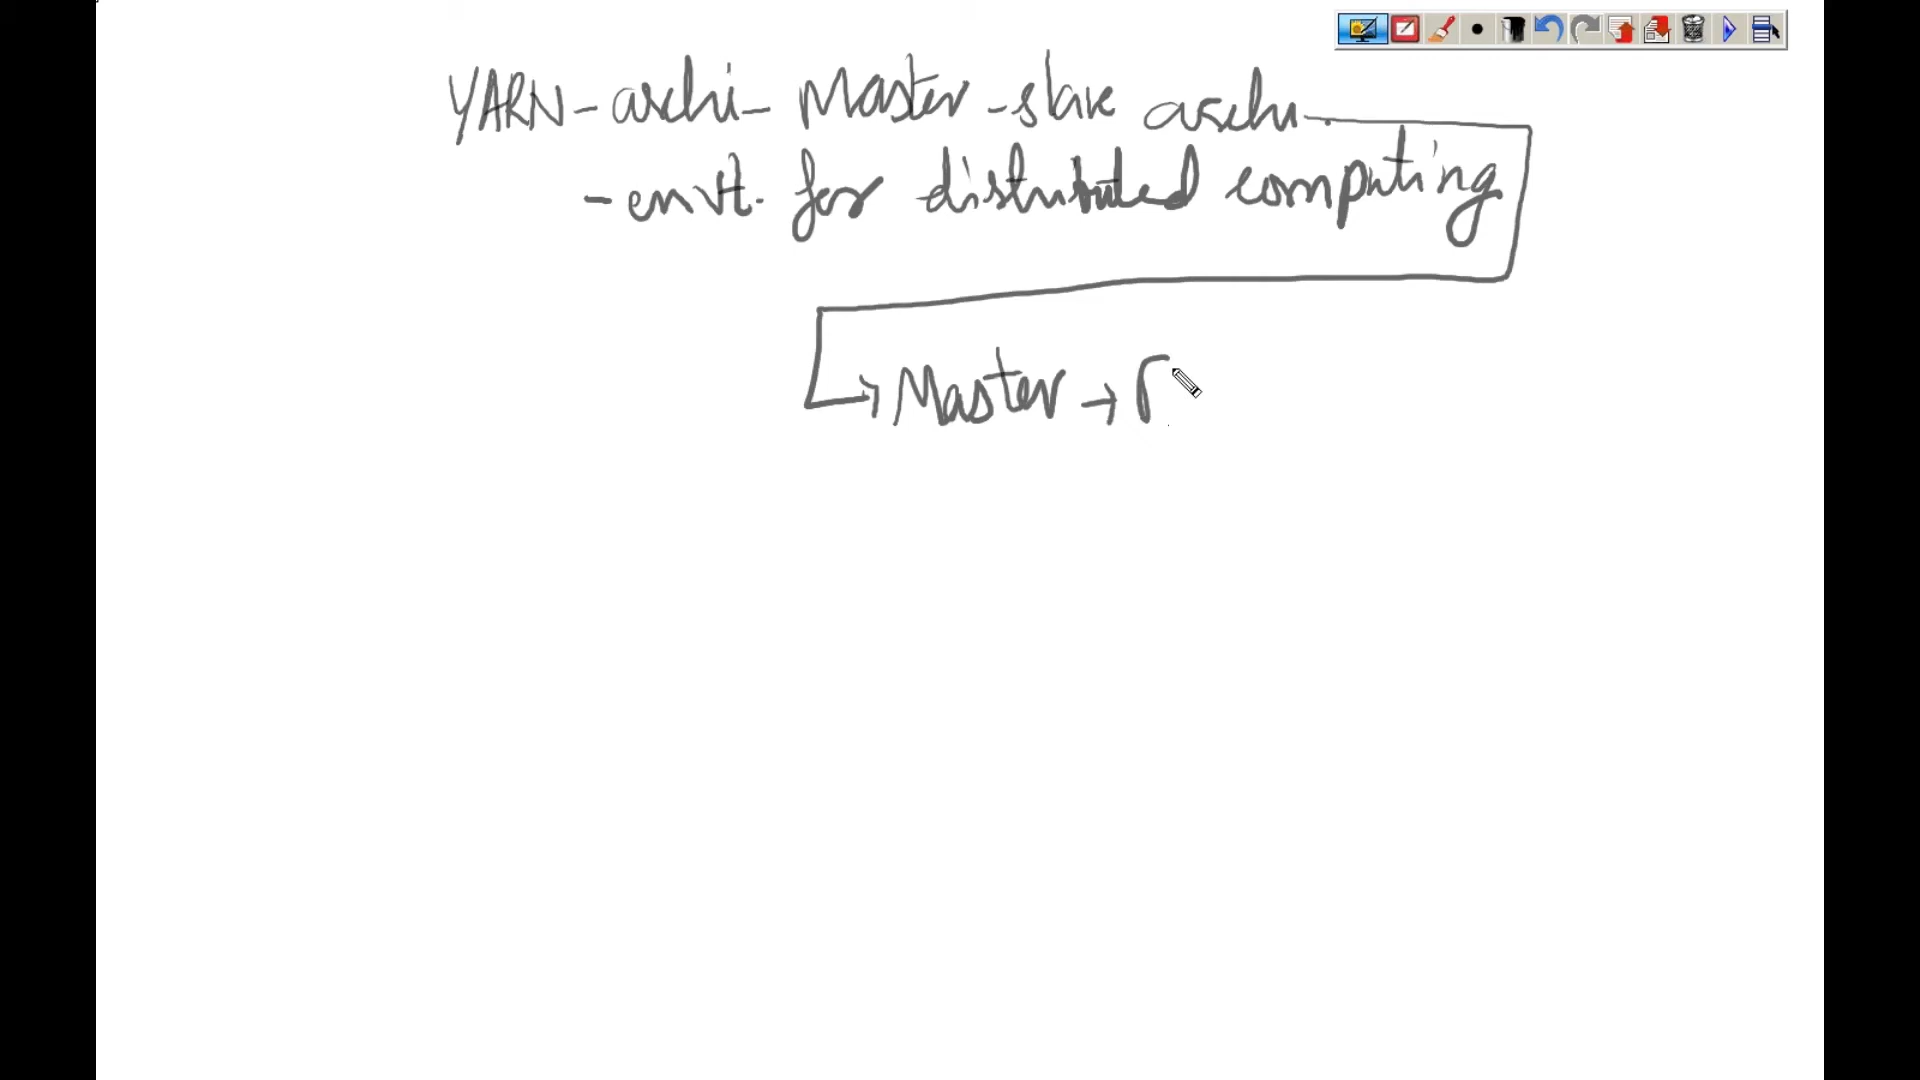 YARN - archi - Master - slave archi.
- envt. for distributed computing
→ Master →